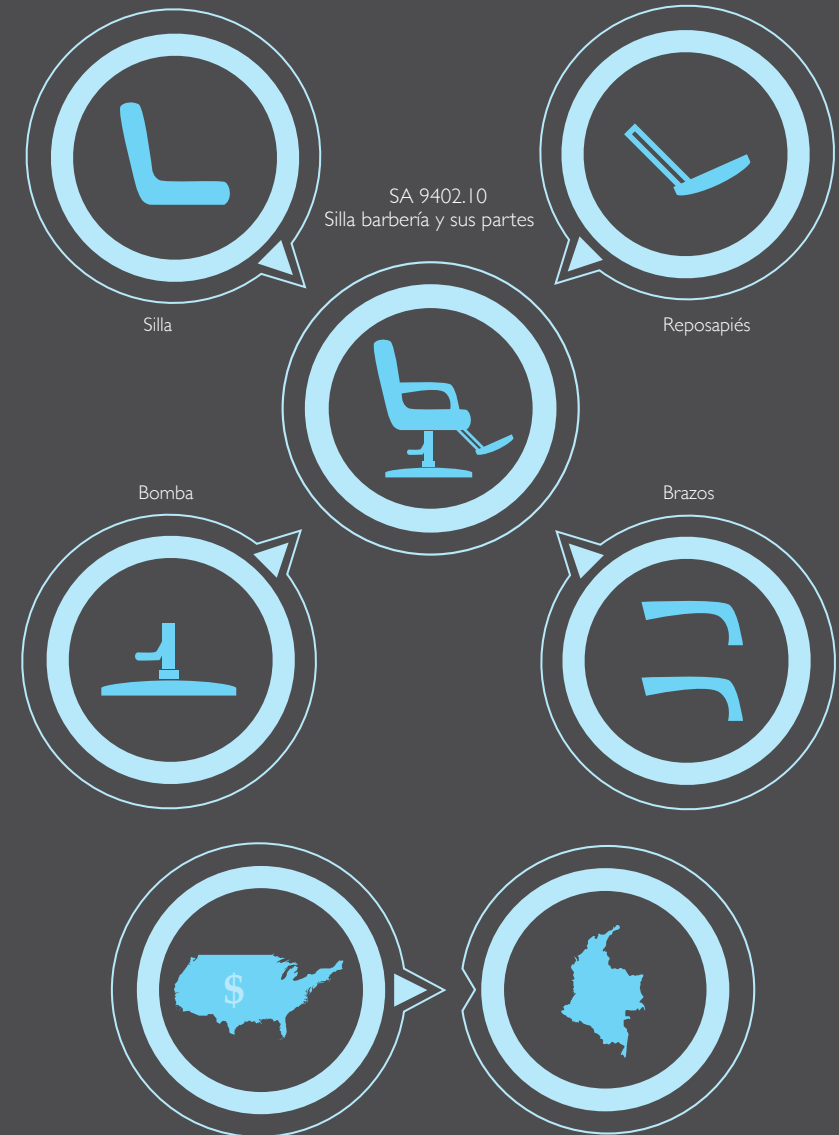 SA 9402.10
Silla barbería y sus partes
Silla
Reposapiés
Bomba
Brazos
$